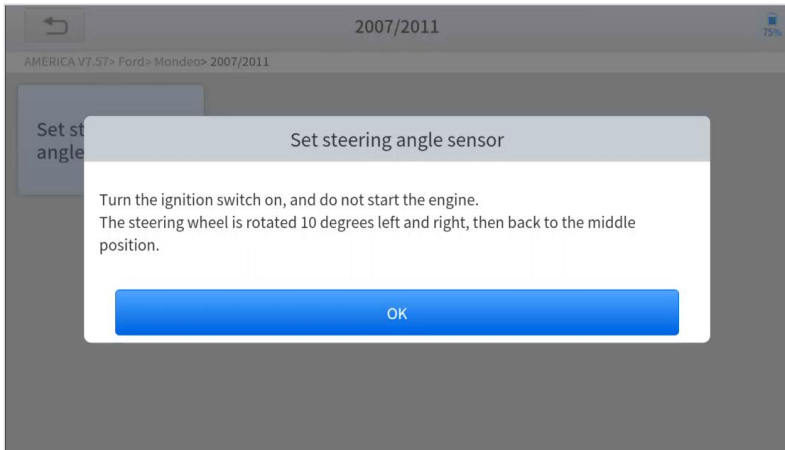 2007/2011
75%
AMERICA V7.57> Ford> Mondeo> 2007/2011
Set st
angle
Set steering angle sensor
Turn the ignition switch on, and do not start the engine.
The steering wheel is rotated 10 degrees left and right, then back to the middle
position.
OK